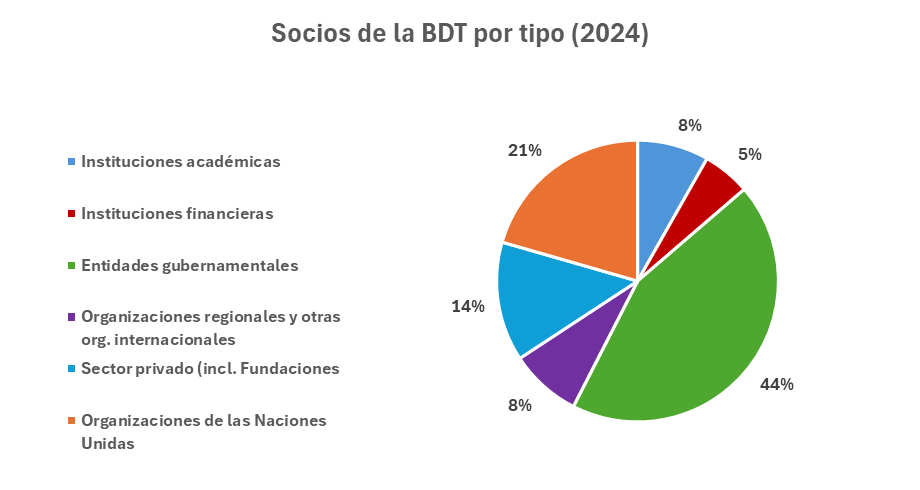 Socios de la BDT por tipo (2024)
Instituciones académicas
Instituciones financieras
Entidades gubernamentales
Organizaciones regionales y otras
org. internacionales
Sector privado (incl. Fundaciones
Organizaciones de las Naciones
Unidas
8%
5%
44%
8%
14%
21%